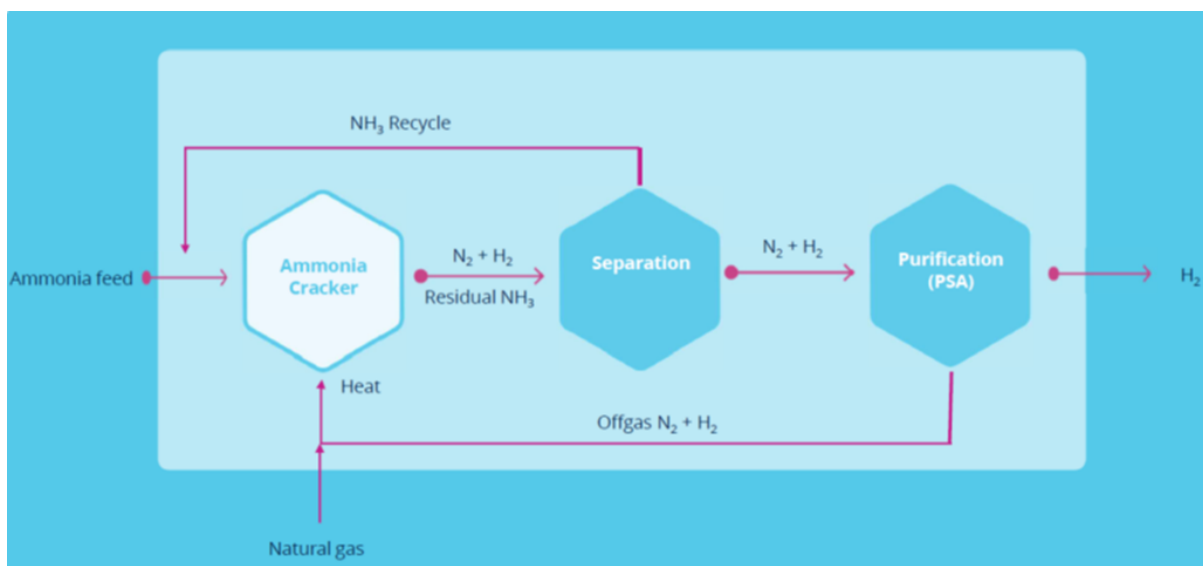 NH₃ Recycle
Ammonia feed
Ammonia
Cracker
N₂ + H₂
Residual NH₃
Separation
N₂ + H₂
Purification
(PSA)
H₂
Heat
Offgas N₂ + H₂
Natural gas